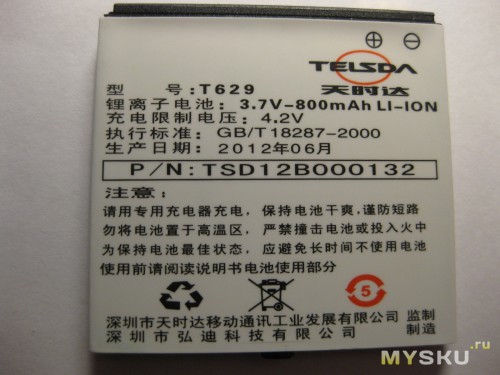 TELSDA
天时达
型 号: T629
锂离子电池: 3.7V-800mAh LI-ION
充电限制电压: 4.2V
执行标准: GB/T18287-2000
生产日期: 2012年06月
P/N: TSD12B000132
注意:
请用专用充电器充电, 保持电池干爽, 谨防短路
勿将电池置于高温区, 严禁撞击电池或投入火中
为保持电池最佳状态, 应避免长时间不使用电池
使用前请阅读说明书电池使用部分
5
深圳市天时达移动通讯工业发展有限公司 监制
深圳市弘迪科技有限公司 制造
MYSKU.ru